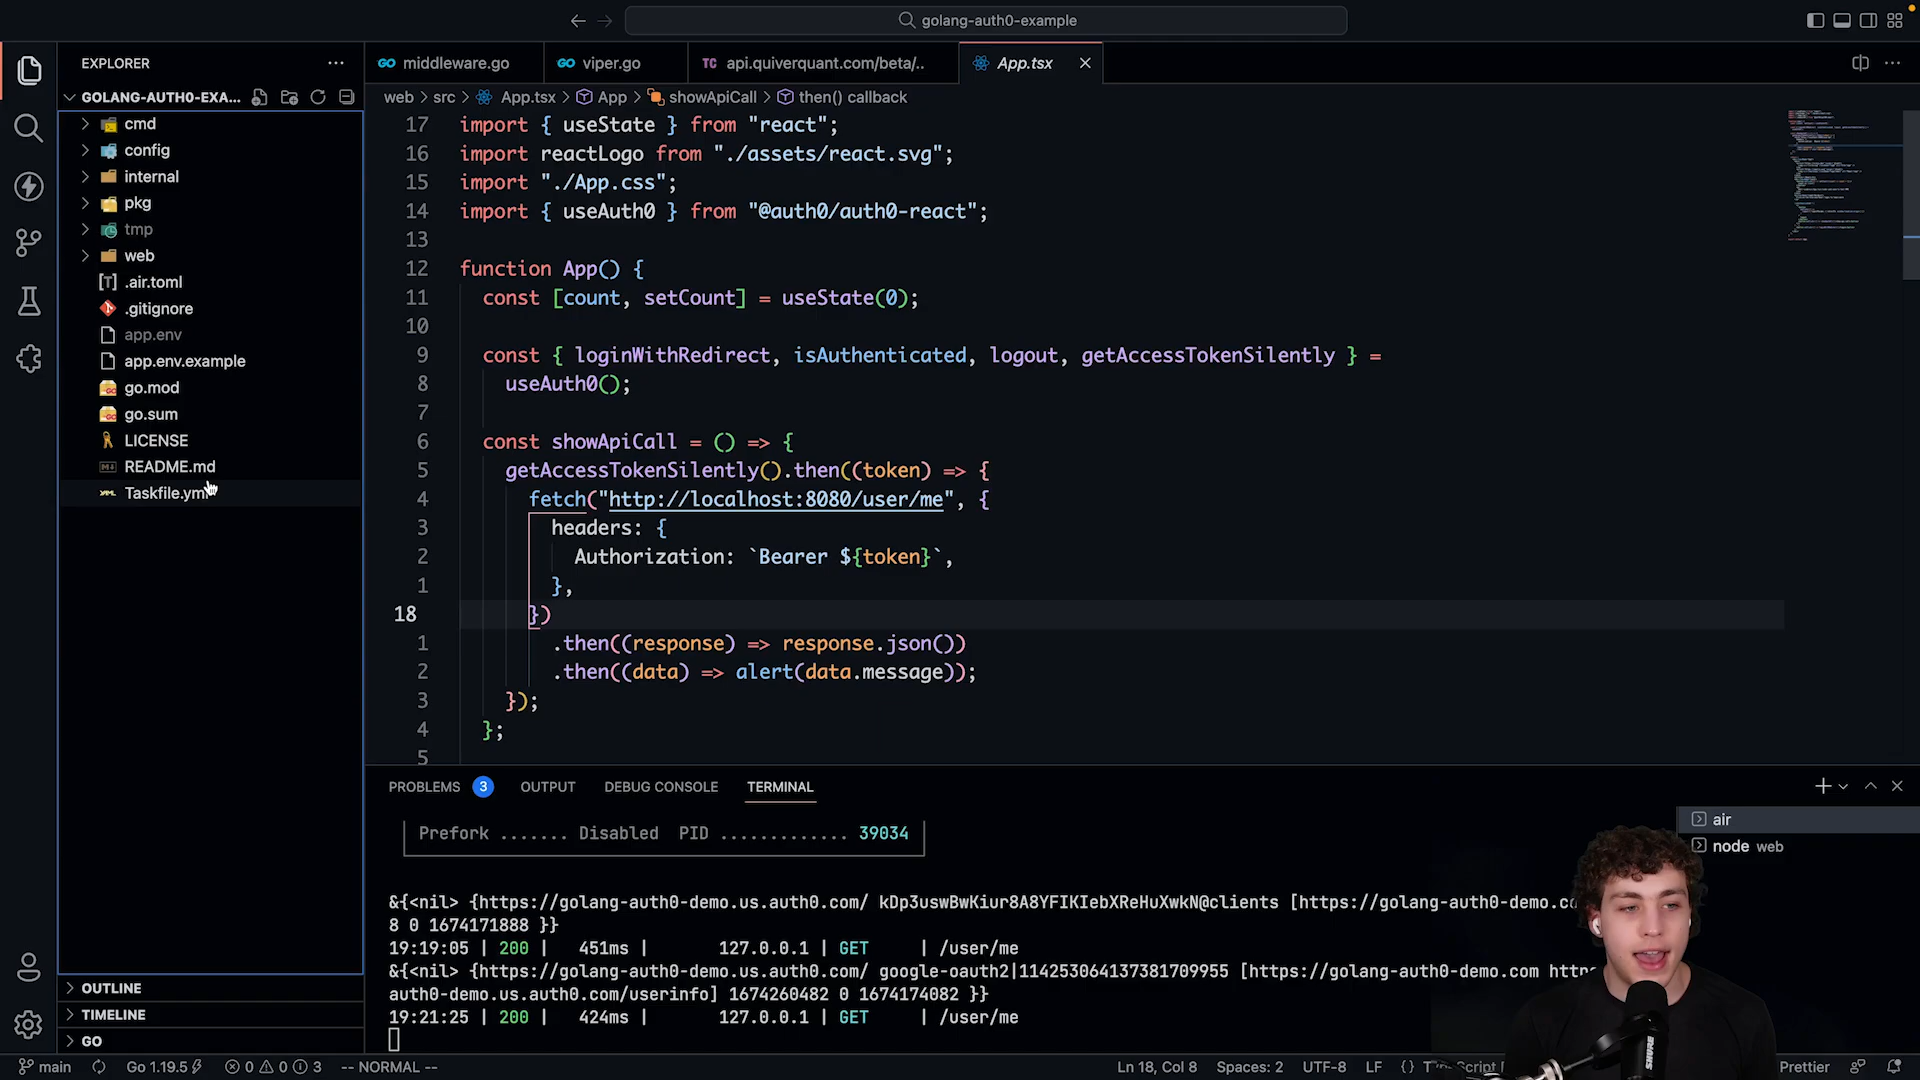 golang-auth0-example
EXPLORER
GOLANG-AUTH0-EXA...
cmd
config
internal
pkg
tmp
web
.air.toml
.gitignore
app.env
app.env.example
go.mod
go.sum
LICENSE
README.md
Taskfile.yml
OUTLINE
TIMELINE
GO
middleware.go
viper.go
TC api.quiverquant.com/beta/..
App.tsx
web > src > App.tsx > App > showApiCall > then() callback
17 import { useState } from "react";
16 import reactLogo from "./assets/react.svg";
15 import "./App.css";
14 import { useAuth0 } from "@auth0/auth0-react";
13
12 function App() {
11 const [count, setCount] = useState(0);
10
9 const { loginWithRedirect, isAuthenticated, logout, getAccessTokenSilently } =
8 useAuth0();
7
6 const showApiCall = () => {
5 getAccessTokenSilently().then((token) => {
4 fetch("http://localhost:8080/user/me", {
3 headers: {
2 Authorization: `Bearer ${token}`,
1 },
18 })
1 .then((response) => response.json())
2 .then((data) => alert(data.message));
3 });
4 };
5
PROBLEMS 3 OUTPUT DEBUG CONSOLE TERMINAL
air
node web
Prefork ....... Disabled PID ............. 39034
&{<nil> {https://golang-auth0-demo.us.auth0.com/ kDp3uswBwKiur8A8YFIKIebXReHuXwkN@clients [https://golang-auth0-demo.co
8 0 1674171888 }}
19:19:05 | 200 | 451ms | 127.0.0.1 | GET | /user/me
&{<nil> {https://golang-auth0-demo.us.auth0.com/ google-oauth2|114253064137381709955 [https://golang-auth0-demo.com https
auth0-demo.us.auth0.com/userinfo] 1674260482 0 1674174082 }}
19:21:25 | 200 | 424ms | 127.0.0.1 | GET | /user/me
main Go 1.19.5 0 0 3 -- NORMAL -- Ln 18, Col 8 Spaces: 2 UTF-8 LF {} Prettier
SHURE